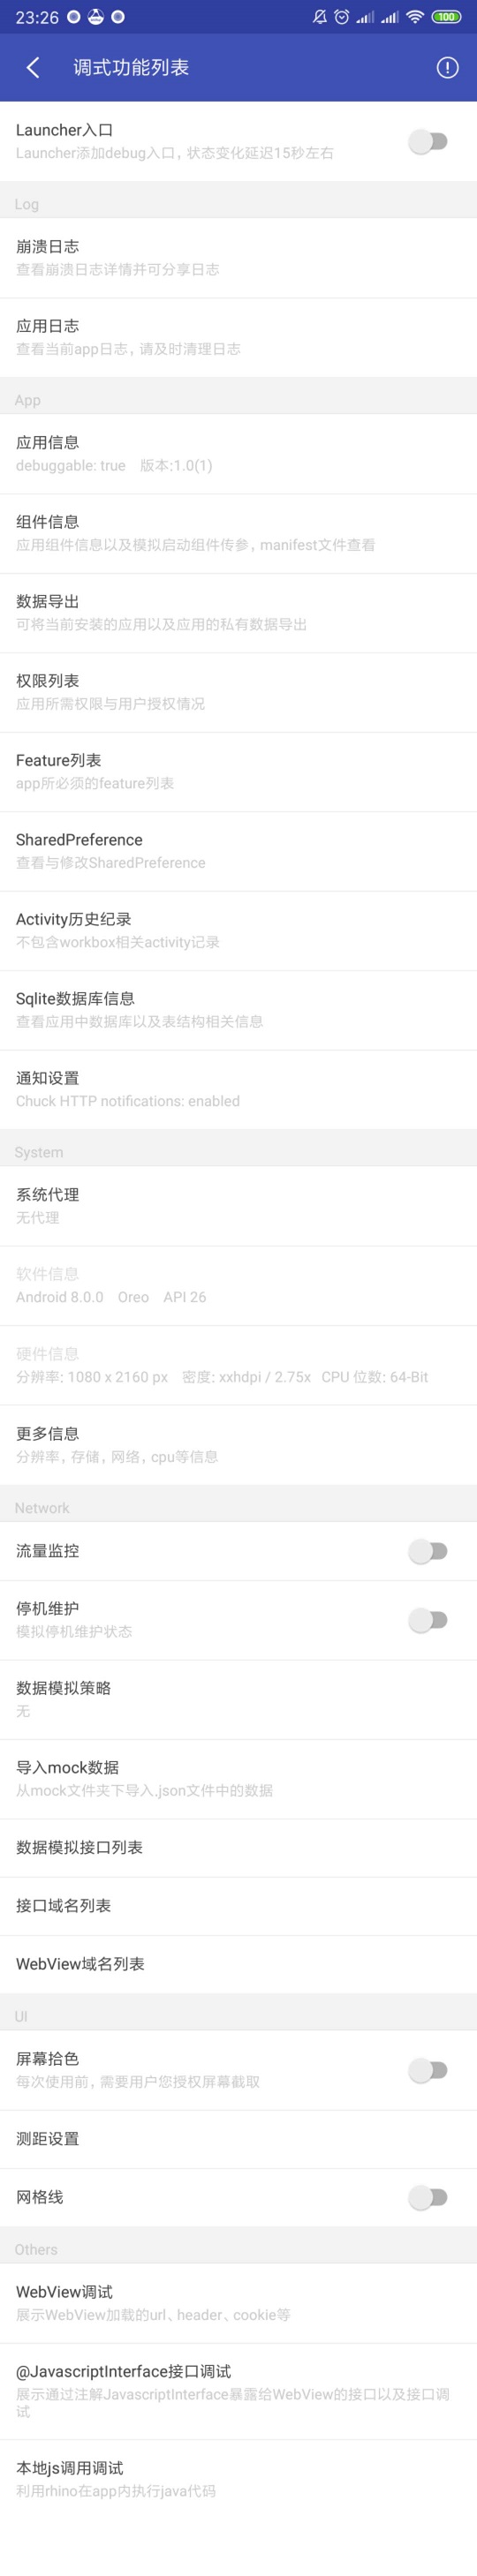 23:26
100
调式功能列表
Launcher入口
Launcher添加debug入口，状态变化延迟15秒左右
Log
崩溃日志
查看崩溃日志详情并可分享日志
应用日志
查看当前app日志，请及时清理日志
App
应用信息
debuggable: true 版本:1.0(1)
组件信息
应用组件信息以及模拟启动组件传参，manifest文件查看
数据导出
可将当前安装的应用以及应用的私有数据导出
权限列表
应用所需权限与用户授权情况
Feature列表
app所必须的feature列表
SharedPreference
查看与修改SharedPreference
Activity历史纪录
不包含workbox相关activity记录
Sqlite数据库信息
查看应用中数据库以及表结构相关信息
通知设置
Chuck HTTP notifications: enabled
System
系统代理
无代理
软件信息
Android 8.0.0 Oreo API 26
硬件信息
分辨率: 1080 x 2160 px 密度: xxhdpi / 2.75x CPU 位数: 64-Bit
更多信息
分辨率，存储，网络，cpu等信息
Network
流量监控
停机维护
模拟停机维护状态
数据模拟策略
无
导入mock数据
从mock文件夹下导入.json文件中的数据
数据模拟接口列表
接口域名列表
WebView域名列表
UI
屏幕拾色
每次使用前，需要用户您授权屏幕截取
测距设置
网格线
Others
WebView调试
展示WebView加载的url、header、cookie等
@JavascriptInterface接口调试
展示通过注解JavascriptInterface暴露给WebView的接口以及接口调
试
本地js调用调试
利用rhino在app内执行java代码